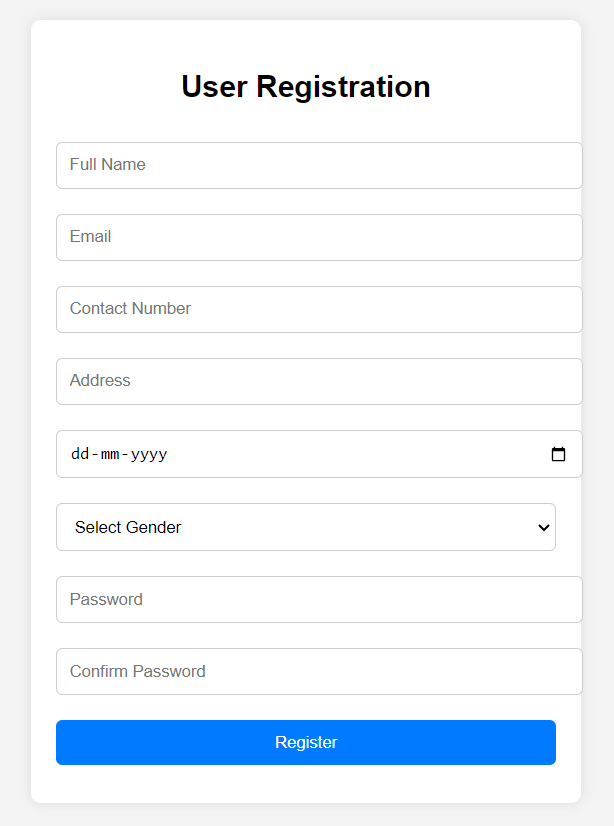 User Registration
Full Name
Email
Contact Number
Address
dd-mm-yyyy
Select Gender
Password
Confirm Password
Register